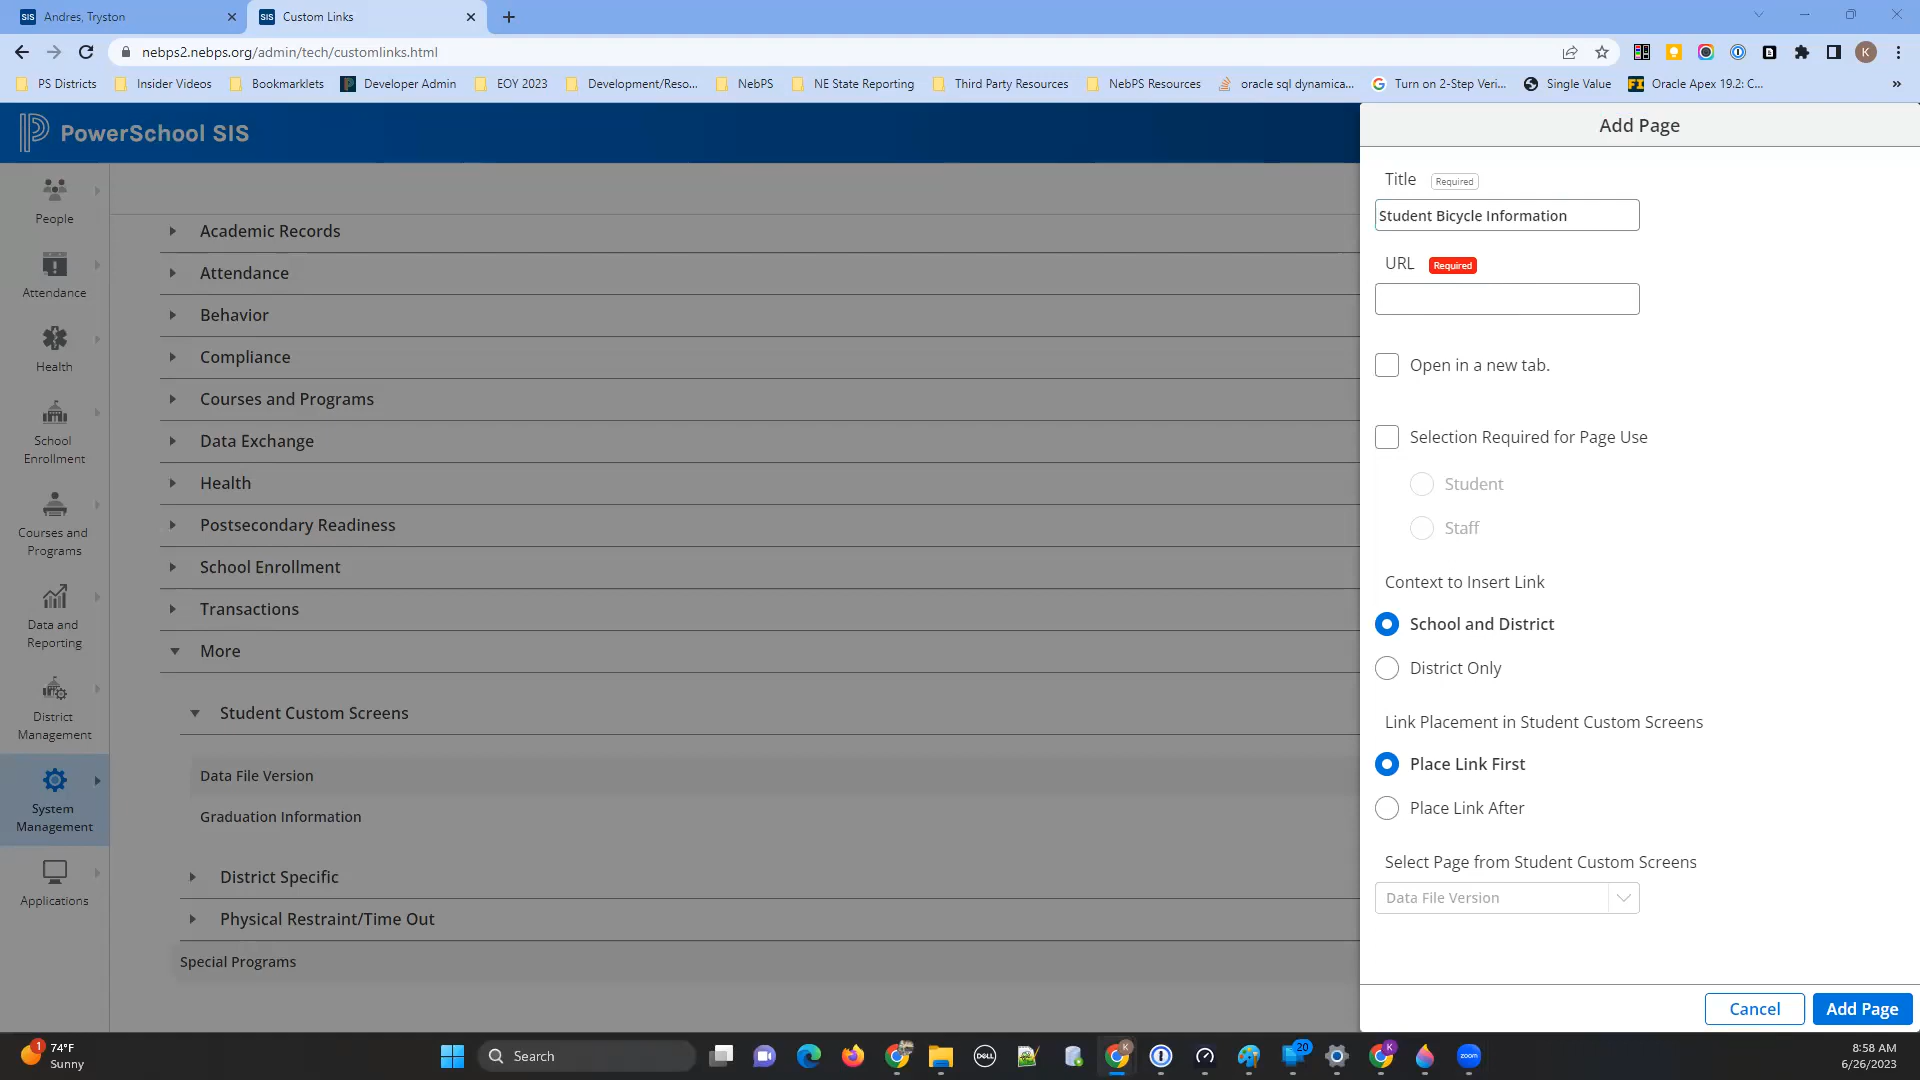 SIS Andres, Tryston
SIS Custom Links
nebps2.nebps.org/admin/tech/customlinks.html
K
PS Districts
Insider Videos
Bookmarklets
Developer Admin
EOY 2023
Development/Reso...
NebPS
NE State Reporting
Third Party Resources
NebPS Resources
oracle sql dynamica...
Turn on 2-Step Veri...
Single Value
Oracle Apex 19.2: C...
»
PowerSchool SIS
People
Attendance
Health
School
Enrollment
Courses and
Programs
Data and
Reporting
District
Management
System
Management
Applications
Academic Records
Attendance
Behavior
Compliance
Courses and Programs
Data Exchange
Health
Postsecondary Readiness
School Enrollment
Transactions
More
Student Custom Screens
Data File Version
Graduation Information
District Specific
Physical Restraint/Time Out
Special Programs
Add Page
Title Required
Student Bicycle Information
URL Required
Open in a new tab.
Selection Required for Page Use
Student
Staff
Context to Insert Link
School and District
District Only
Link Placement in Student Custom Screens
Place Link First
Place Link After
Select Page from Student Custom Screens
Data File Version
Cancel
Add Page
1
74°F
Sunny
Search
DELL
K
20
K
zoom
8:58 AM
6/26/2023